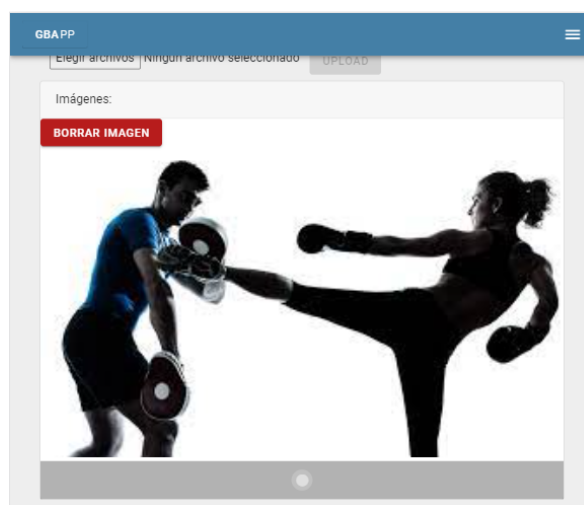 GBAPP
Elegir archivos Ningún archivo seleccionado UPLOAD
Imágenes:
BORRAR IMAGEN